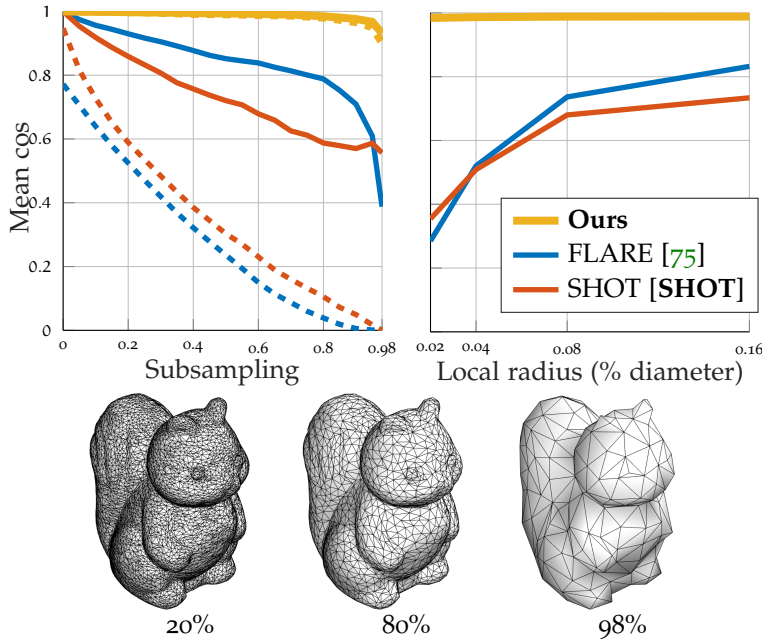 Mean cos
1
0.8
0.6
0.4
0.2
0
0 0.2 0.4 0.6 0.8 0.98
Subsampling
Ours
FLARE [75]
SHOT [SHOT]
0.02 0.04 0.08 0.16
Local radius (% diameter)
20% 80% 98%